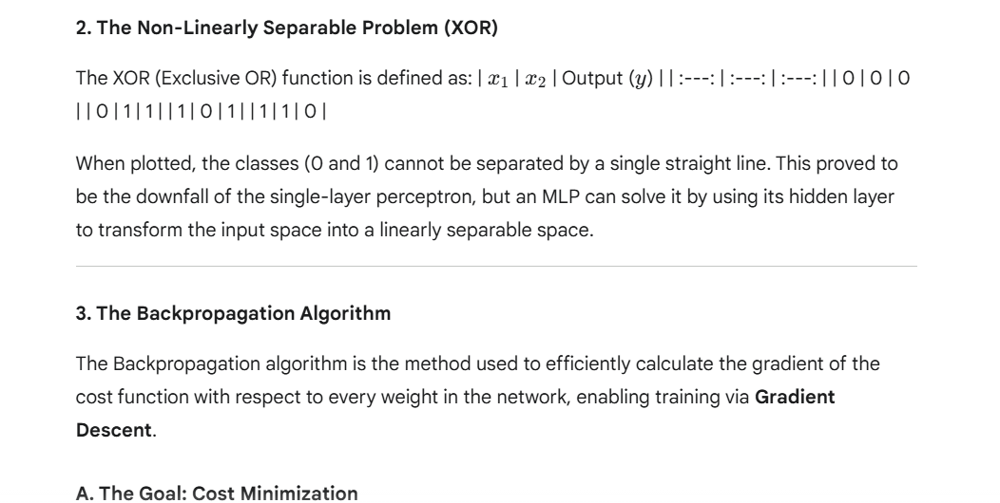 2. The Non-Linearly Separable Problem (XOR)
The XOR (Exclusive OR) function is defined as: | x₁ | x₂ | Output (y) | | :---: | :---: | :---: | | 0 | 0 | 0
| | 0 | 1 | 1 | | 1 | 0 | 1 | | 1 | 1 | 0 |
When plotted, the classes (0 and 1) cannot be separated by a single straight line. This proved to
be the downfall of the single-layer perceptron, but an MLP can solve it by using its hidden layer
to transform the input space into a linearly separable space.
3. The Backpropagation Algorithm
The Backpropagation algorithm is the method used to efficiently calculate the gradient of the
cost function with respect to every weight in the network, enabling training via Gradient
Descent.
A. The Goal: Cost Minimization